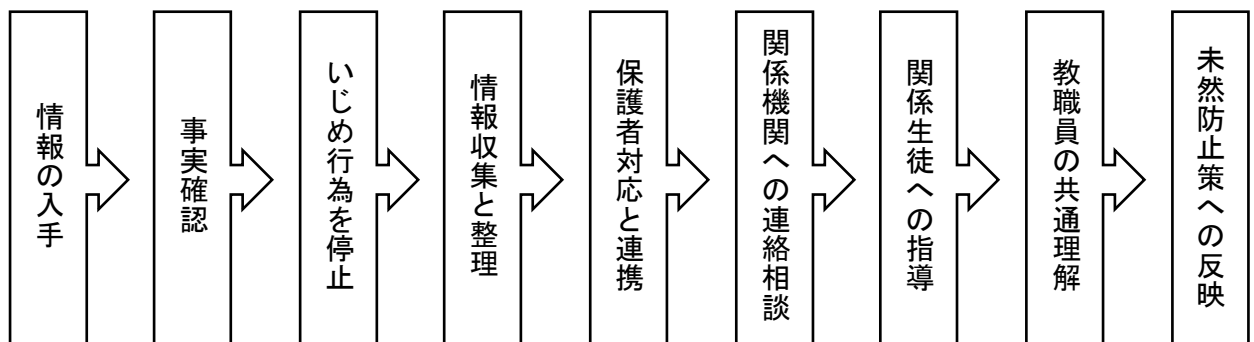 情報の入手
事実確認
いじめ行為を停止
情報収集と整理
保護者対応と連携
関係機関への連絡相談
関係生徒への指導
教職員の共通理解
未然防止策への反映